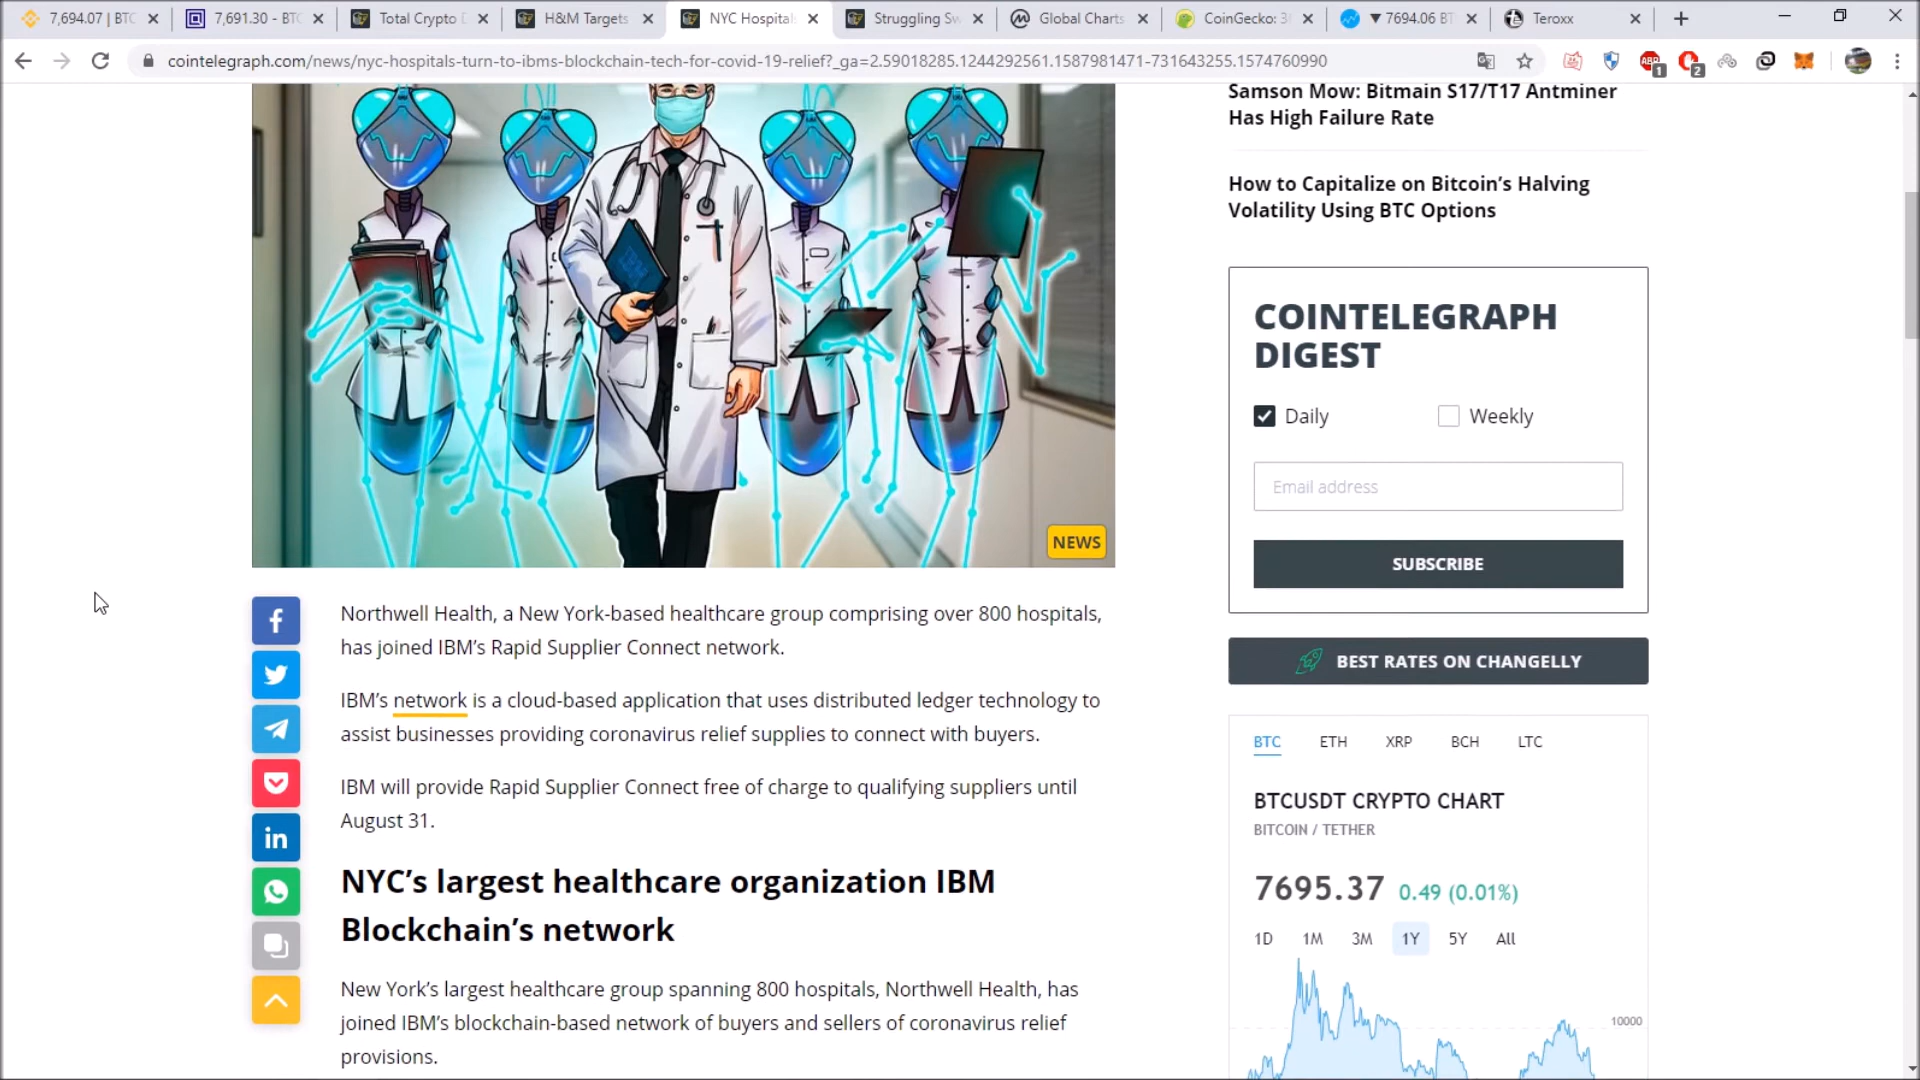 7,694.07 | BTC
7,691.30 - BTC
Total Crypto
H&M Targets
NYC Hospitals
Struggling Sw
Global Charts
CoinGecko: 3
▼ 7694.06 BT
Teroxx
cointelegraph.com/news/nyc-hospitals-turn-to-ibms-blockchain-tech-for-covid-19-relief?_ga=2.59018285.1244292561.1587981471-731643255.1574760990
ABP
1
2
Samson Mow: Bitmain S17/T17 Antminer
Has High Failure Rate
How to Capitalize on Bitcoin’s Halving
Volatility Using BTC Options
COINTELEGRAPH
DIGEST
Daily
Weekly
Email address
SUBSCRIBE
BEST RATES ON CHANGELLY
BTC ETH XRP BCH LTC
BTCUSDT CRYPTO CHART
BITCOIN / TETHER
7695.37 0.49 (0.01%)
1D 1M 3M 1Y 5Y All
10000
IBM
NEWS
Northwell Health, a New York-based healthcare group comprising over 800 hospitals,
has joined IBM’s Rapid Supplier Connect network.
IBM’s network is a cloud-based application that uses distributed ledger technology to
assist businesses providing coronavirus relief supplies to connect with buyers.
IBM will provide Rapid Supplier Connect free of charge to qualifying suppliers until
August 31.
NYC’s largest healthcare organization IBM
Blockchain’s network
New York’s largest healthcare group spanning 800 hospitals, Northwell Health, has
joined IBM’s blockchain-based network of buyers and sellers of coronavirus relief
provisions.